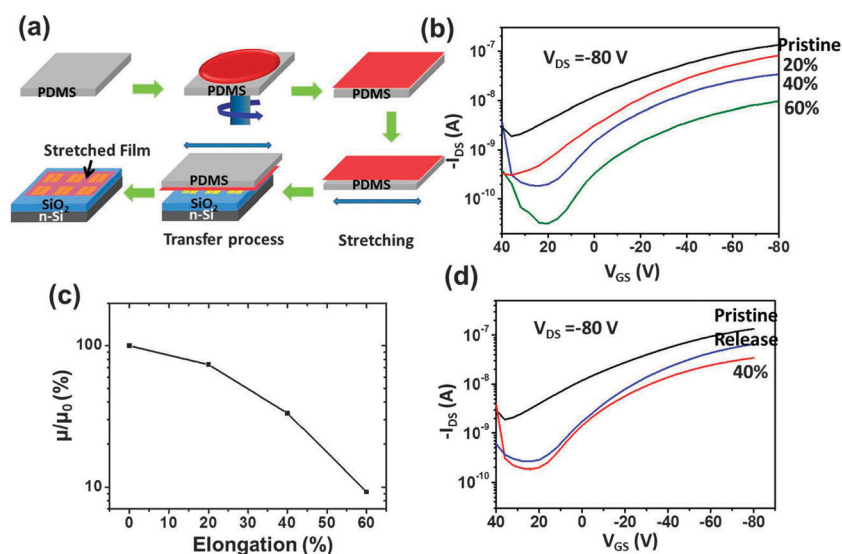 (a)
PDMS
PDMS
PDMS
Stretched Film
SiO2
n-Si
PDMS
SiO2
n-Si
PDMS
Transfer process
Stretching
(b)
VDS =-80 V
Pristine
20%
40%
60%
10-7
10-8
10-9
10-10
-IDS (A)
40 20 0 -20 -40 -60 -80
VGS (V)
(c)
100
10
μ/μ0 (%)
0 10 20 30 40 50 60
Elongation (%)
(d)
VDS =-80 V
Pristine
Release
40%
10-7
10-8
10-9
10-10
-IDS (A)
40 20 0 -20 -40 -60 -80
VGS (V)